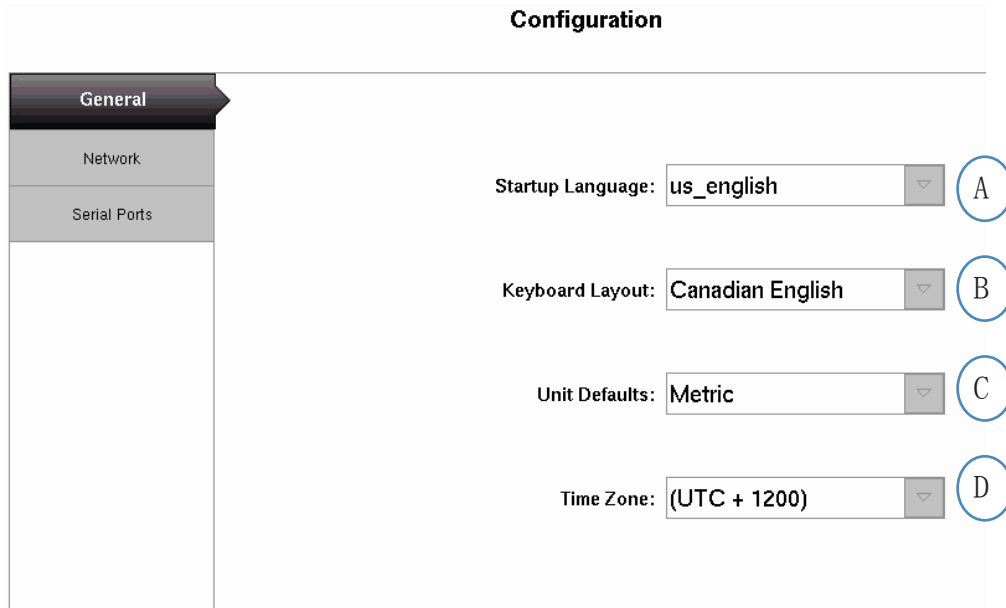 Configuration
General
Network
Serial Ports
Startup Language: us_english A
Keyboard Layout: Canadian English B
Unit Defaults: Metric C
Time Zone: (UTC + 1200) D